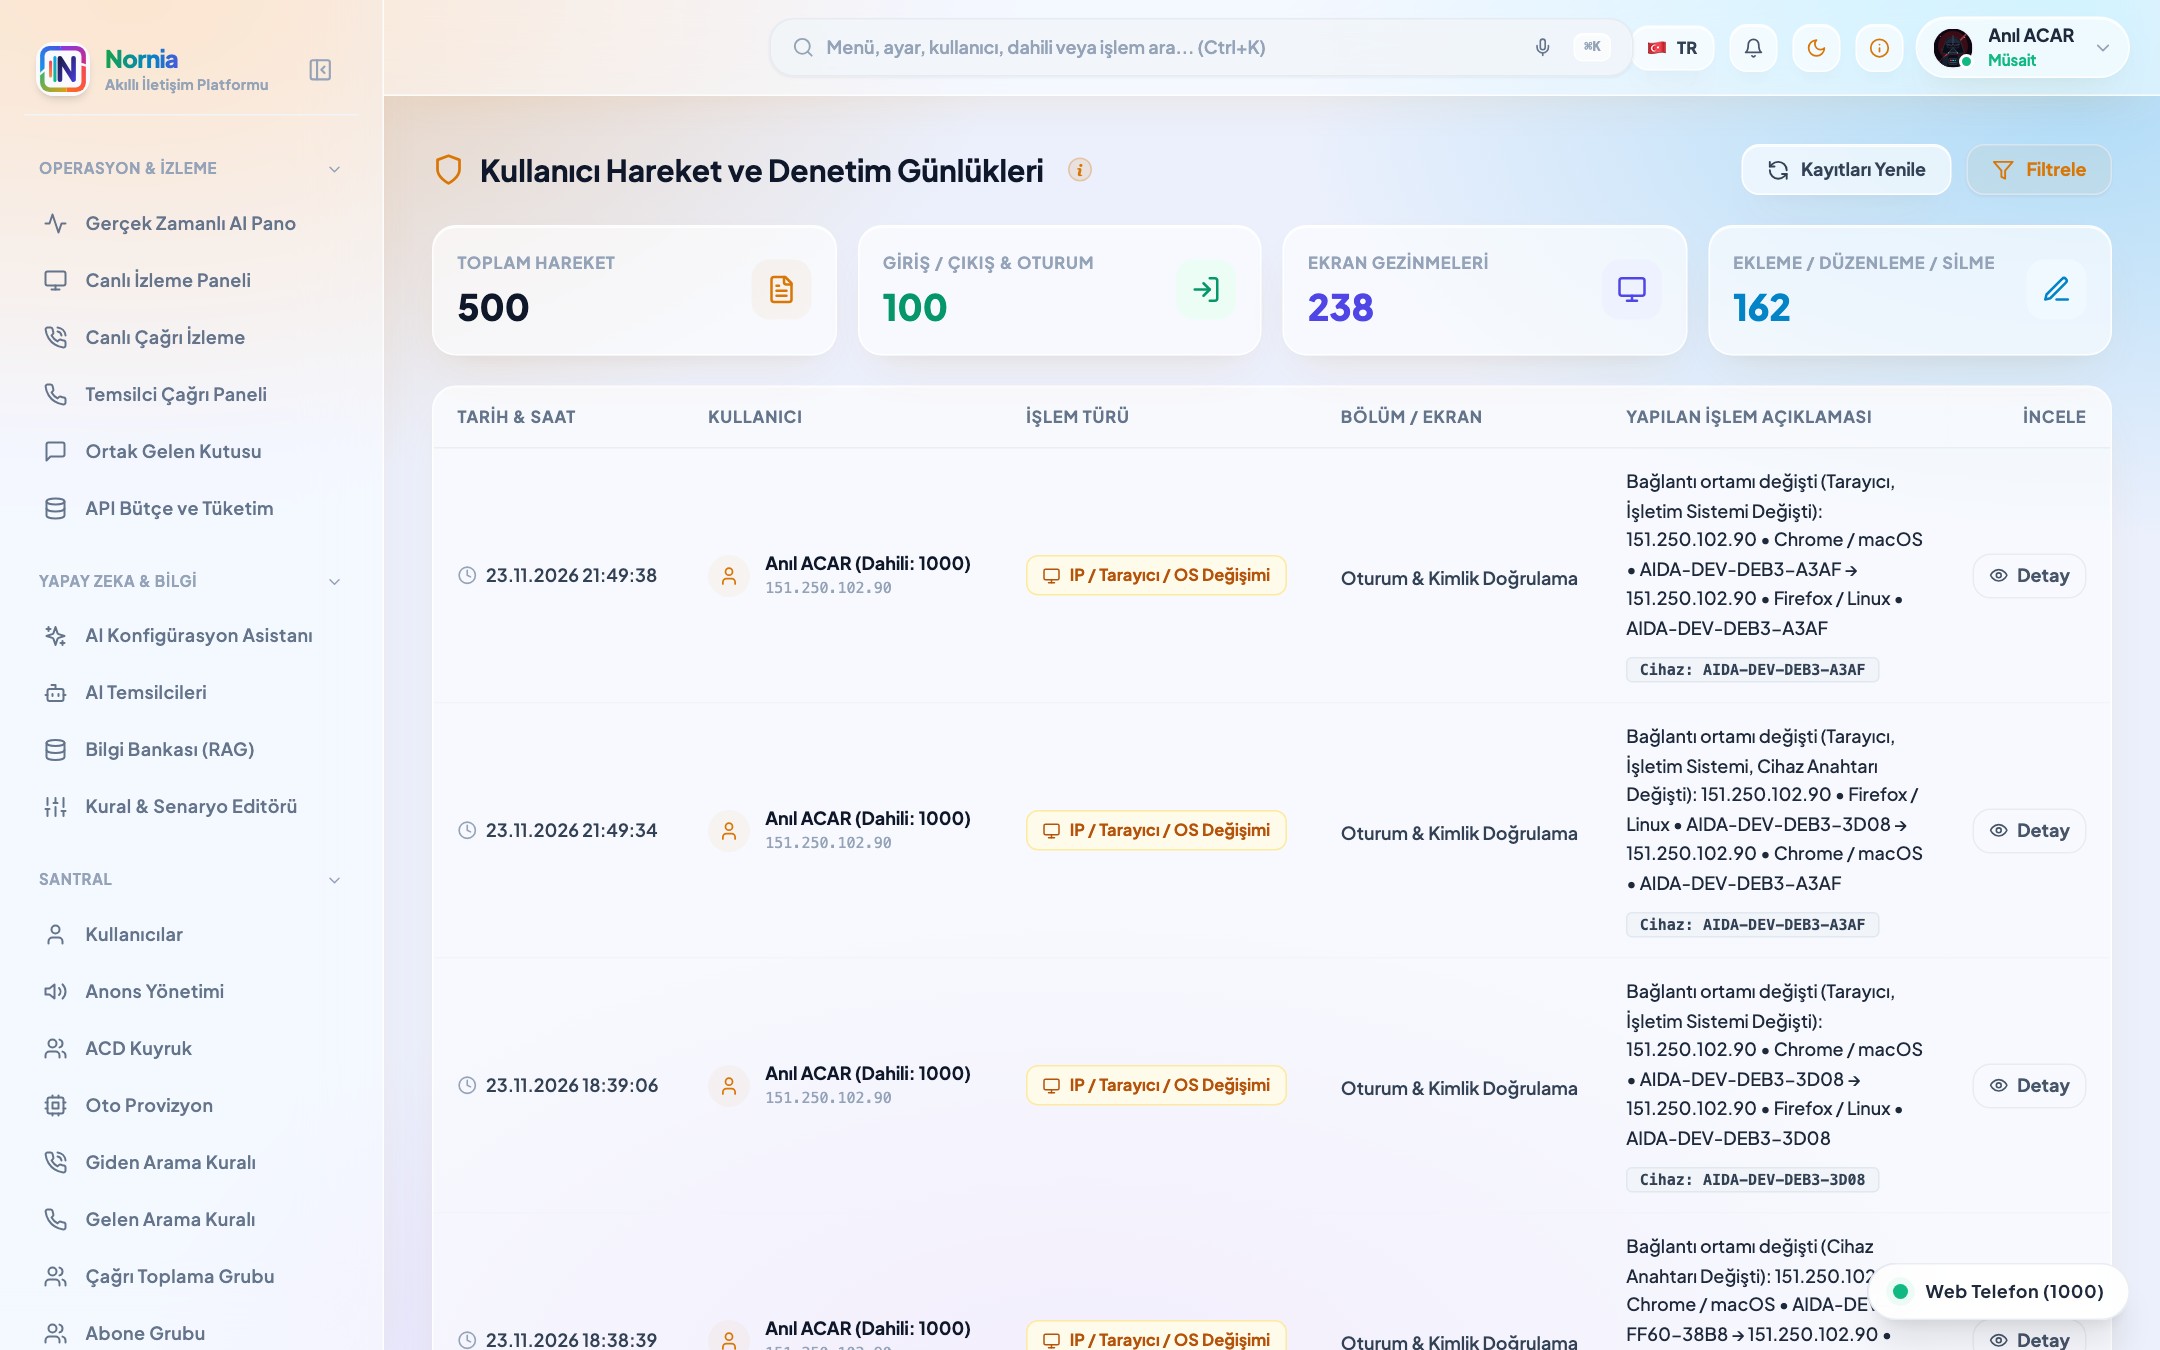 Nornia
Akıllı İletişim Platformu
Menü, ayar, kullanıcı, dahili veya işlem ara... (Ctrl+K)
⌘K
TR
Anıl ACAR
Müsait
OPERASYON & İZLEME
Gerçek Zamanlı AI Pano
Canlı İzleme Paneli
Canlı Çağrı İzleme
Temsilci Çağrı Paneli
Ortak Gelen Kutusu
API Bütçe ve Tüketim
YAPAY ZEKA & BİLGİ
AI Konfigürasyon Asistanı
AI Temsilcileri
Bilgi Bankası (RAG)
Kural & Senaryo Editörü
SANTRAL
Kullanıcılar
Anons Yönetimi
ACD Kuyruk
Oto Provizyon
Giden Arama Kuralı
Gelen Arama Kuralı
Çağrı Toplama Grubu
Abone Grubu
Kullanıcı Hareket ve Denetim Günlükleri
Kayıtları Yenile
Filtrele
TOPLAM HAREKET
500
GİRİŞ / ÇIKIŞ & OTURUM
100
EKRAN GEZİNMELERİ
238
EKLEME / DÜZENLEME / SİLME
162
TARİH & SAAT KULLANICI İŞLEM TÜRÜ BÖLÜM / EKRAN YAPILAN İŞLEM AÇIKLAMASI İNCELE
23.11.2026 21:49:38
Anıl ACAR (Dahili: 1000)
151.250.102.90
IP / Tarayıcı / OS Değişimi
Oturum & Kimlik Doğrulama
Bağlantı ortamı değişti (Tarayıcı,
İşletim Sistemi Değişti):
151.250.102.90 • Chrome / macOS
• AIDA-DEV-DEB3-A3AF →
151.250.102.90 • Firefox / Linux •
AIDA-DEV-DEB3-A3AF
Cihaz: AIDA-DEV-DEB3-A3AF
Detay
23.11.2026 21:49:34
Anıl ACAR (Dahili: 1000)
151.250.102.90
IP / Tarayıcı / OS Değişimi
Oturum & Kimlik Doğrulama
Bağlantı ortamı değişti (Tarayıcı,
İşletim Sistemi, Cihaz Anahtarı
Değişti): 151.250.102.90 • Firefox /
Linux • AIDA-DEV-DEB3-3D08 →
151.250.102.90 • Chrome / macOS
• AIDA-DEV-DEB3-A3AF
Cihaz: AIDA-DEV-DEB3-A3AF
Detay
23.11.2026 18:39:06
Anıl ACAR (Dahili: 1000)
151.250.102.90
IP / Tarayıcı / OS Değişimi
Oturum & Kimlik Doğrulama
Bağlantı ortamı değişti (Tarayıcı,
İşletim Sistemi Değişti):
151.250.102.90 • Chrome / macOS
• AIDA-DEV-DEB3-3D08 →
151.250.102.90 • Firefox / Linux •
AIDA-DEV-DEB3-3D08
Cihaz: AIDA-DEV-DEB3-3D08
Detay
23.11.2026 18:38:39
Anıl ACAR (Dahili: 1000)
IP / Tarayıcı / OS Değişimi
Oturum & Kimlik Doğrulama
Bağlantı ortamı değişti (Cihaz
Anahtarı Değişti): 151.250.102
Chrome / macOS • AIDA-DE
FF60-38B8 → 151.250.102.90 •
Detay
Web Telefon (1000)